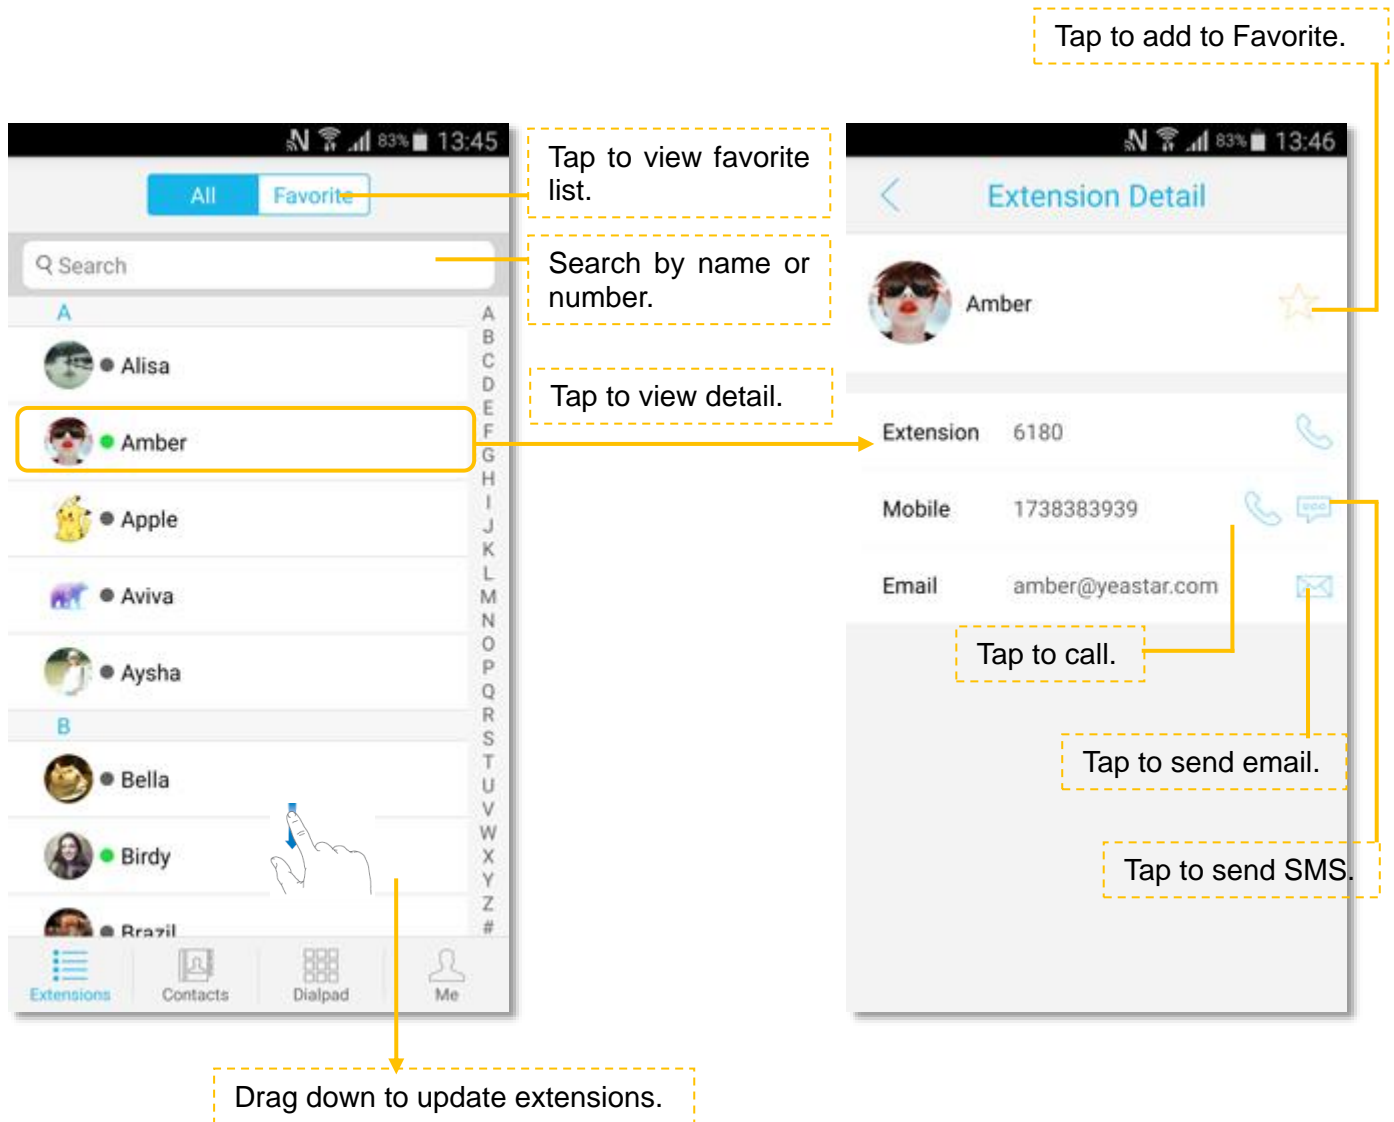 Tap to add to Favorite.
83% 13:45
All Favorite
Tap to view favorite
list.
Search
Search by name or
number.
A
Alisa
Amber
Tap to view detail.
Apple
Aviva
Aysha
B
Bella
Birdy
Brazil
A
B
C
D
E
F
G
H
I
J
K
L
M
N
O
P
Q
R
S
T
U
V
W
X
Y
Z
#
Extensions Contacts Dialpad Me
Drag down to update extensions.
83% 13:46
Extension Detail
Amber
Extension 6180
Mobile 1738383939
Email amber@yeastar.com
Tap to call.
Tap to send email.
Tap to send SMS.